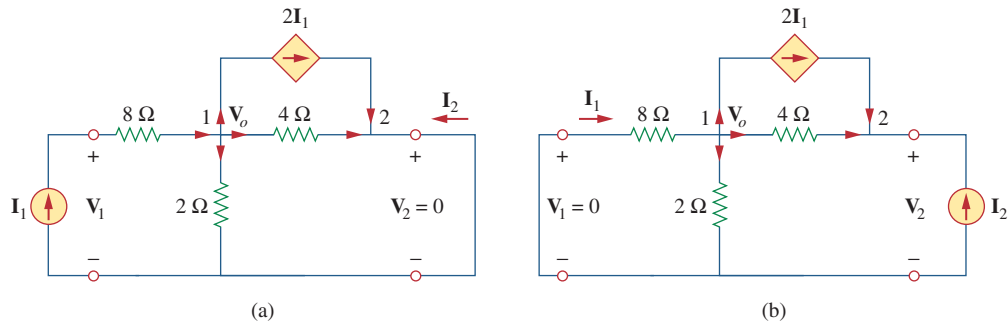 2I₁
8 Ω
1
Vₒ
4 Ω
2
I₂
+
+
I₁
V₁
2 Ω
V₂ = 0
–
–
(a)
2I₁
I₁
8 Ω
1
Vₒ
4 Ω
2
+
+
V₁ = 0
2 Ω
V₂
I₂
–
–
(b)